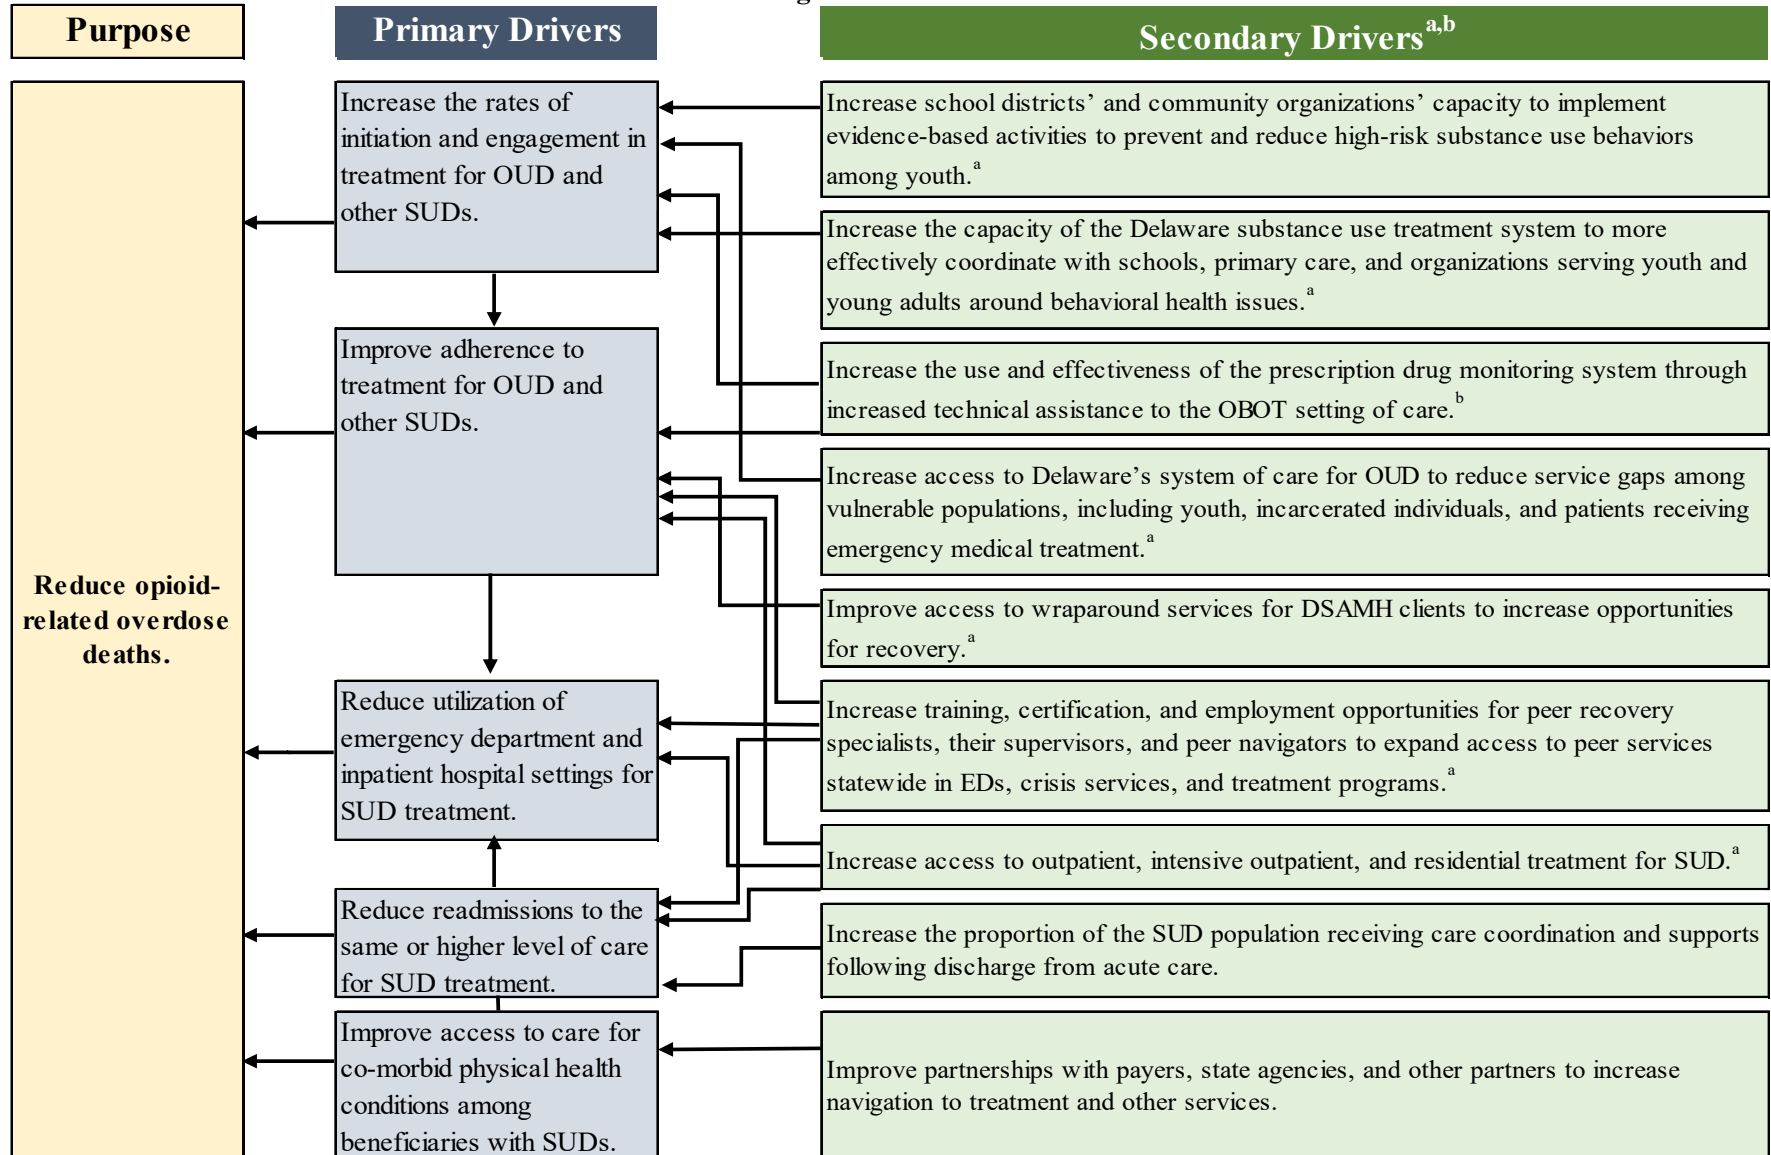 Purpose
Primary Drivers
Secondary Drivers a,b
Reduce opioid-
related overdose
deaths.
Increase the rates of
initiation and engagement in
treatment for OUD and
other SUDs.
Improve adherence to
treatment for OUD and
other SUDs.
Reduce utilization of
emergency department and
inpatient hospital settings for
SUD treatment.
Reduce readmissions to the
same or higher level of care
for SUD treatment.
Improve access to care for
co-morbid physical health
conditions among
beneficiaries with SUDs.
Increase school districts’ and community organizations’ capacity to implement
evidence-based activities to prevent and reduce high-risk substance use behaviors
among youth.a
Increase the capacity of the Delaware substance use treatment system to more
effectively coordinate with schools, primary care, and organizations serving youth and
young adults around behavioral health issues.a
Increase the use and effectiveness of the prescription drug monitoring system through
increased technical assistance to the OBOT setting of care.b
Increase access to Delaware’s system of care for OUD to reduce service gaps among
vulnerable populations, including youth, incarcerated individuals, and patients receiving
emergency medical treatment.a
Improve access to wraparound services for DSAMH clients to increase opportunities
for recovery.a
Increase training, certification, and employment opportunities for peer recovery
specialists, their supervisors, and peer navigators to expand access to peer services
statewide in EDs, crisis services, and treatment programs.a
Increase access to outpatient, intensive outpatient, and residential treatment for SUD.a
Increase the proportion of the SUD population receiving care coordination and supports
following discharge from acute care.
Improve partnerships with payers, state agencies, and other partners to increase
navigation to treatment and other services.